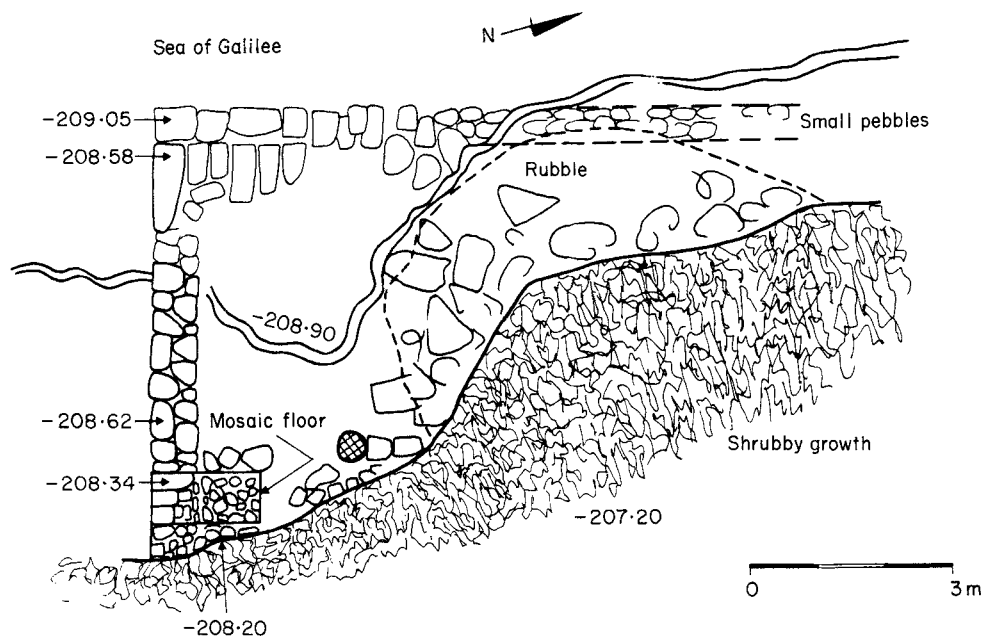 N
Sea of Galilee
-209·05
-208·58
Small pebbles
Rubble
-208·90
-208·62
Mosaic floor
-208·34
Shrubby growth
-207·20
-208·20
0 3 m